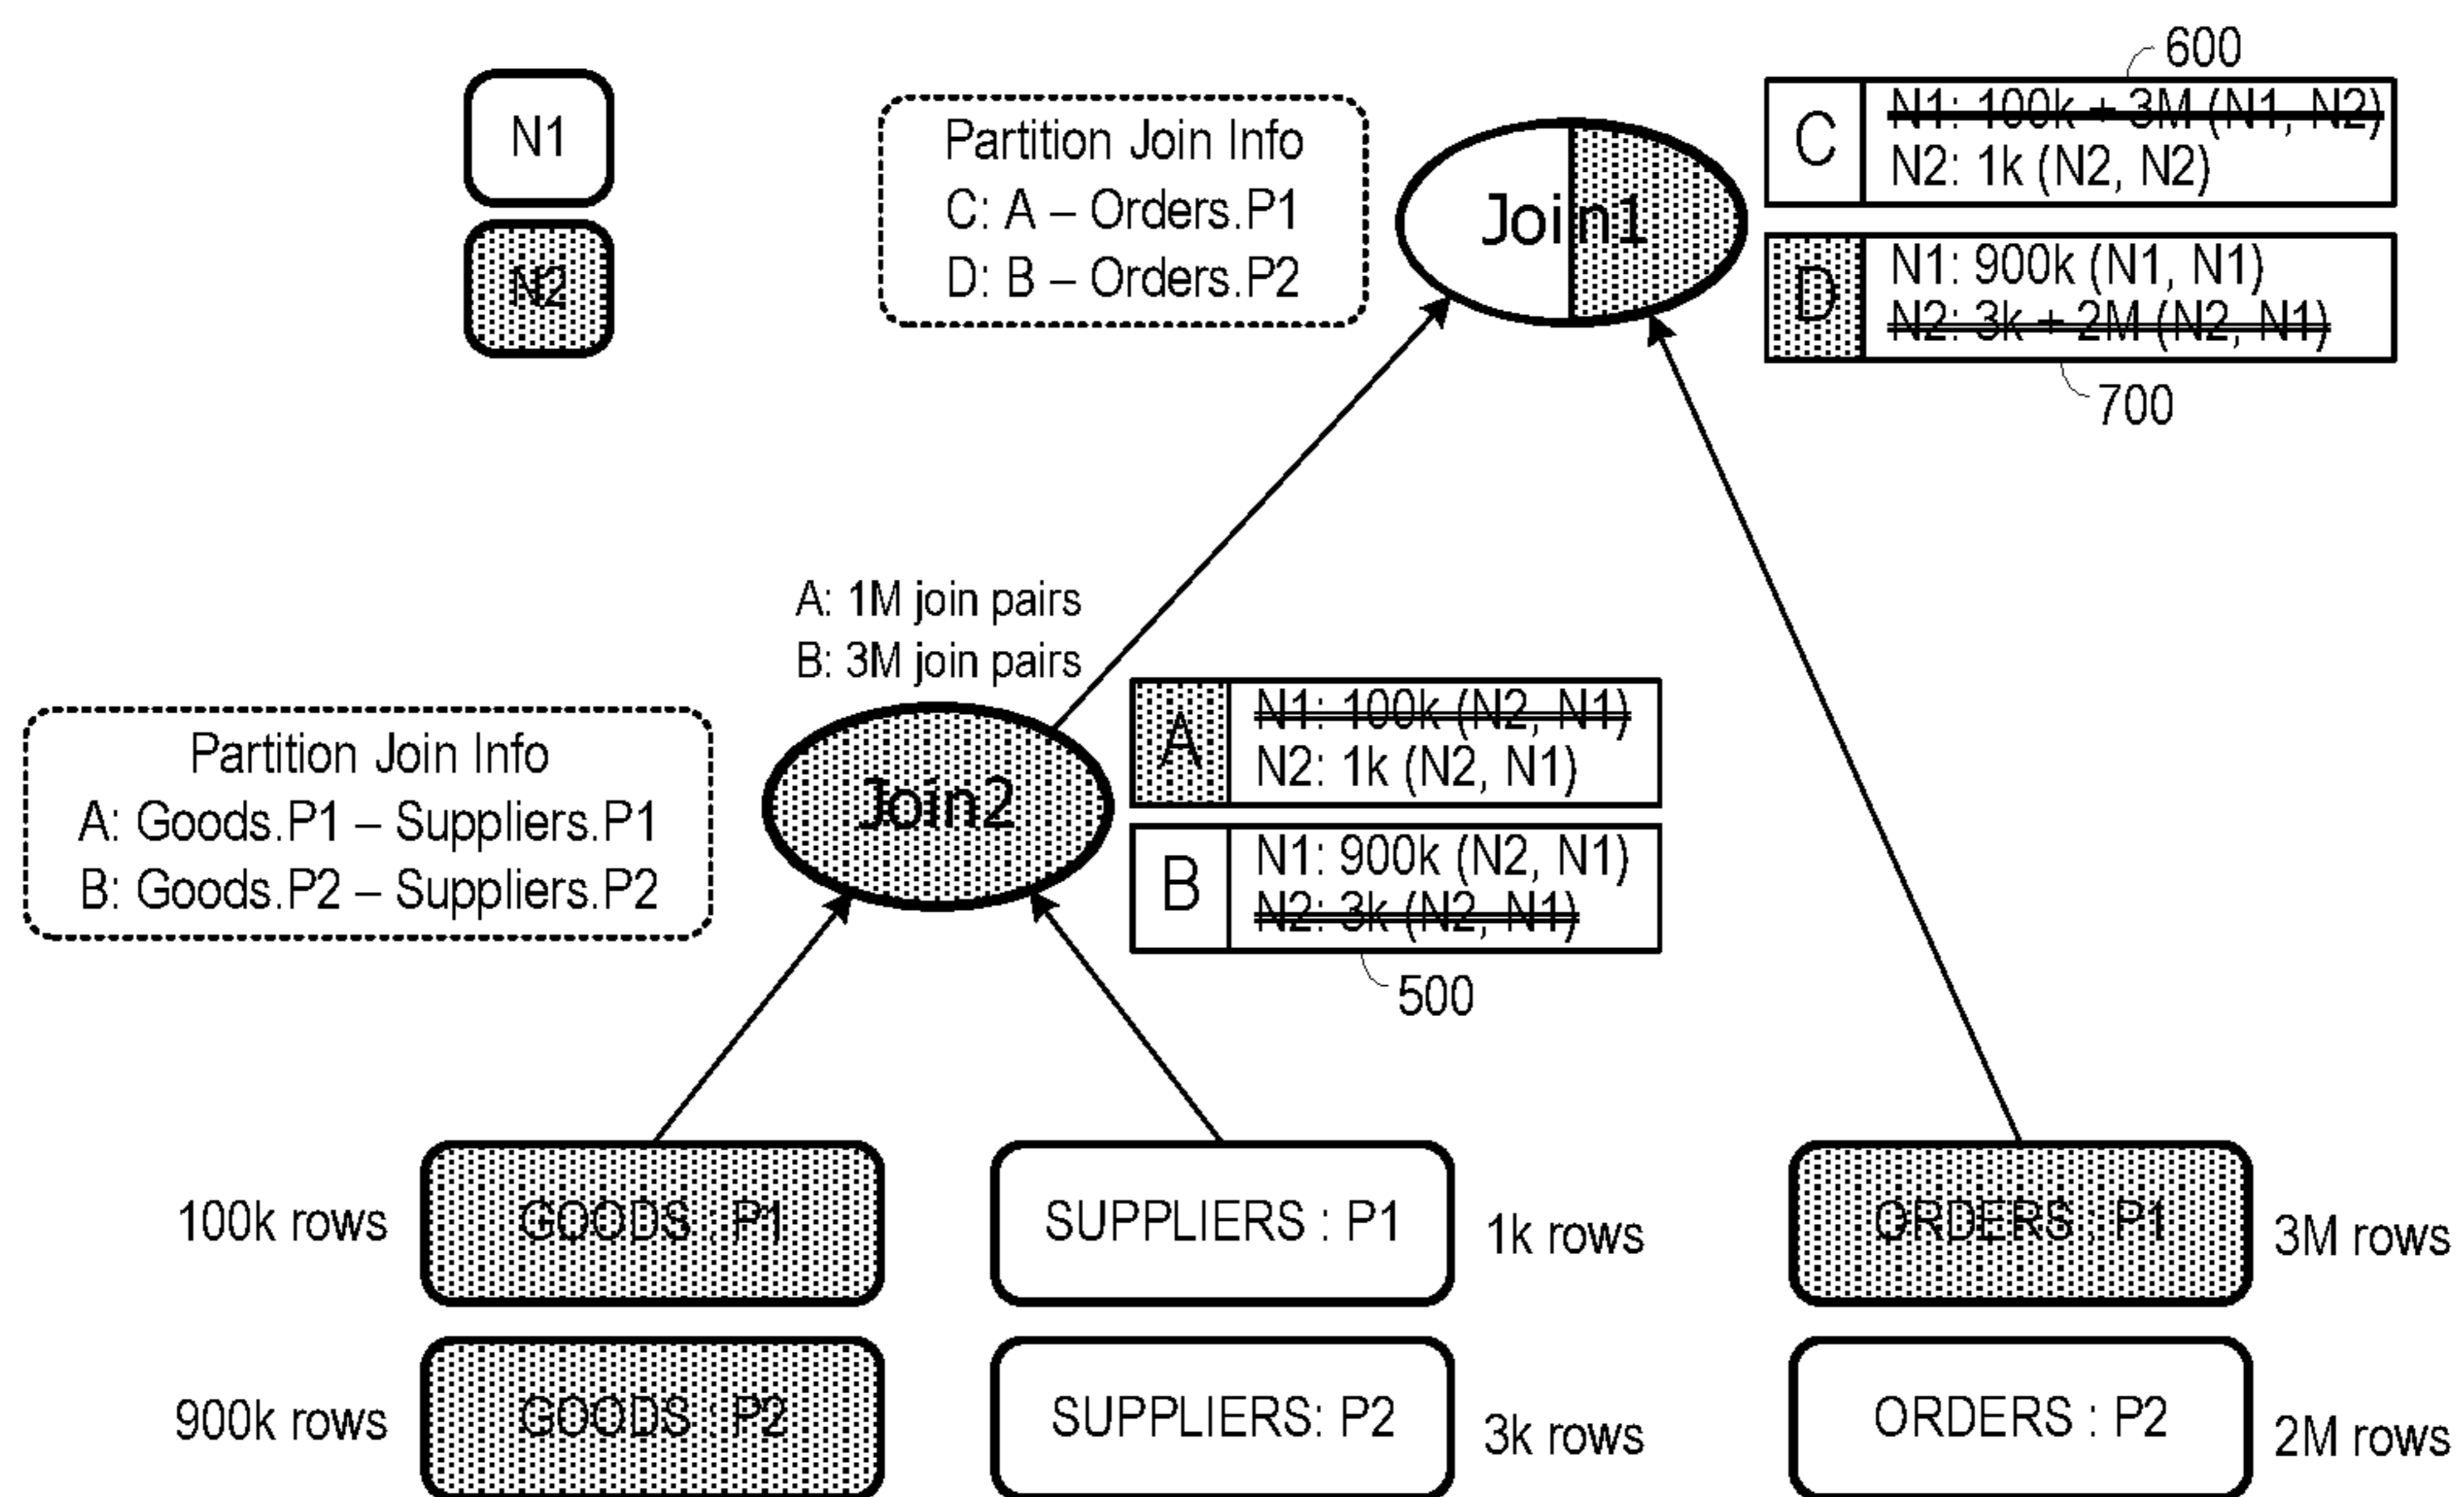 600
N1
Partition Join Info
C: A – Orders.P1
D: B – Orders.P2
N2
Join1
C
N1: 100k + 3M (N1, N2)
N2: 1k (N2, N2)
D
N1: 900k (N1, N1)
N2: 3k + 2M (N2, N1)
700
A: 1M join pairs
B: 3M join pairs
Partition Join Info
A: Goods.P1 – Suppliers.P1
B: Goods.P2 – Suppliers.P2
Join2
A
N1: 100k (N2, N1)
N2: 1k (N2, N1)
B
N1: 900k (N2, N1)
N2: 3k (N2, N1)
500
100k rows
GOODS : P1
SUPPLIERS : P1
1k rows
ORDERS : P1
3M rows
900k rows
GOODS : P2
SUPPLIERS: P2
3k rows
ORDERS : P2
2M rows